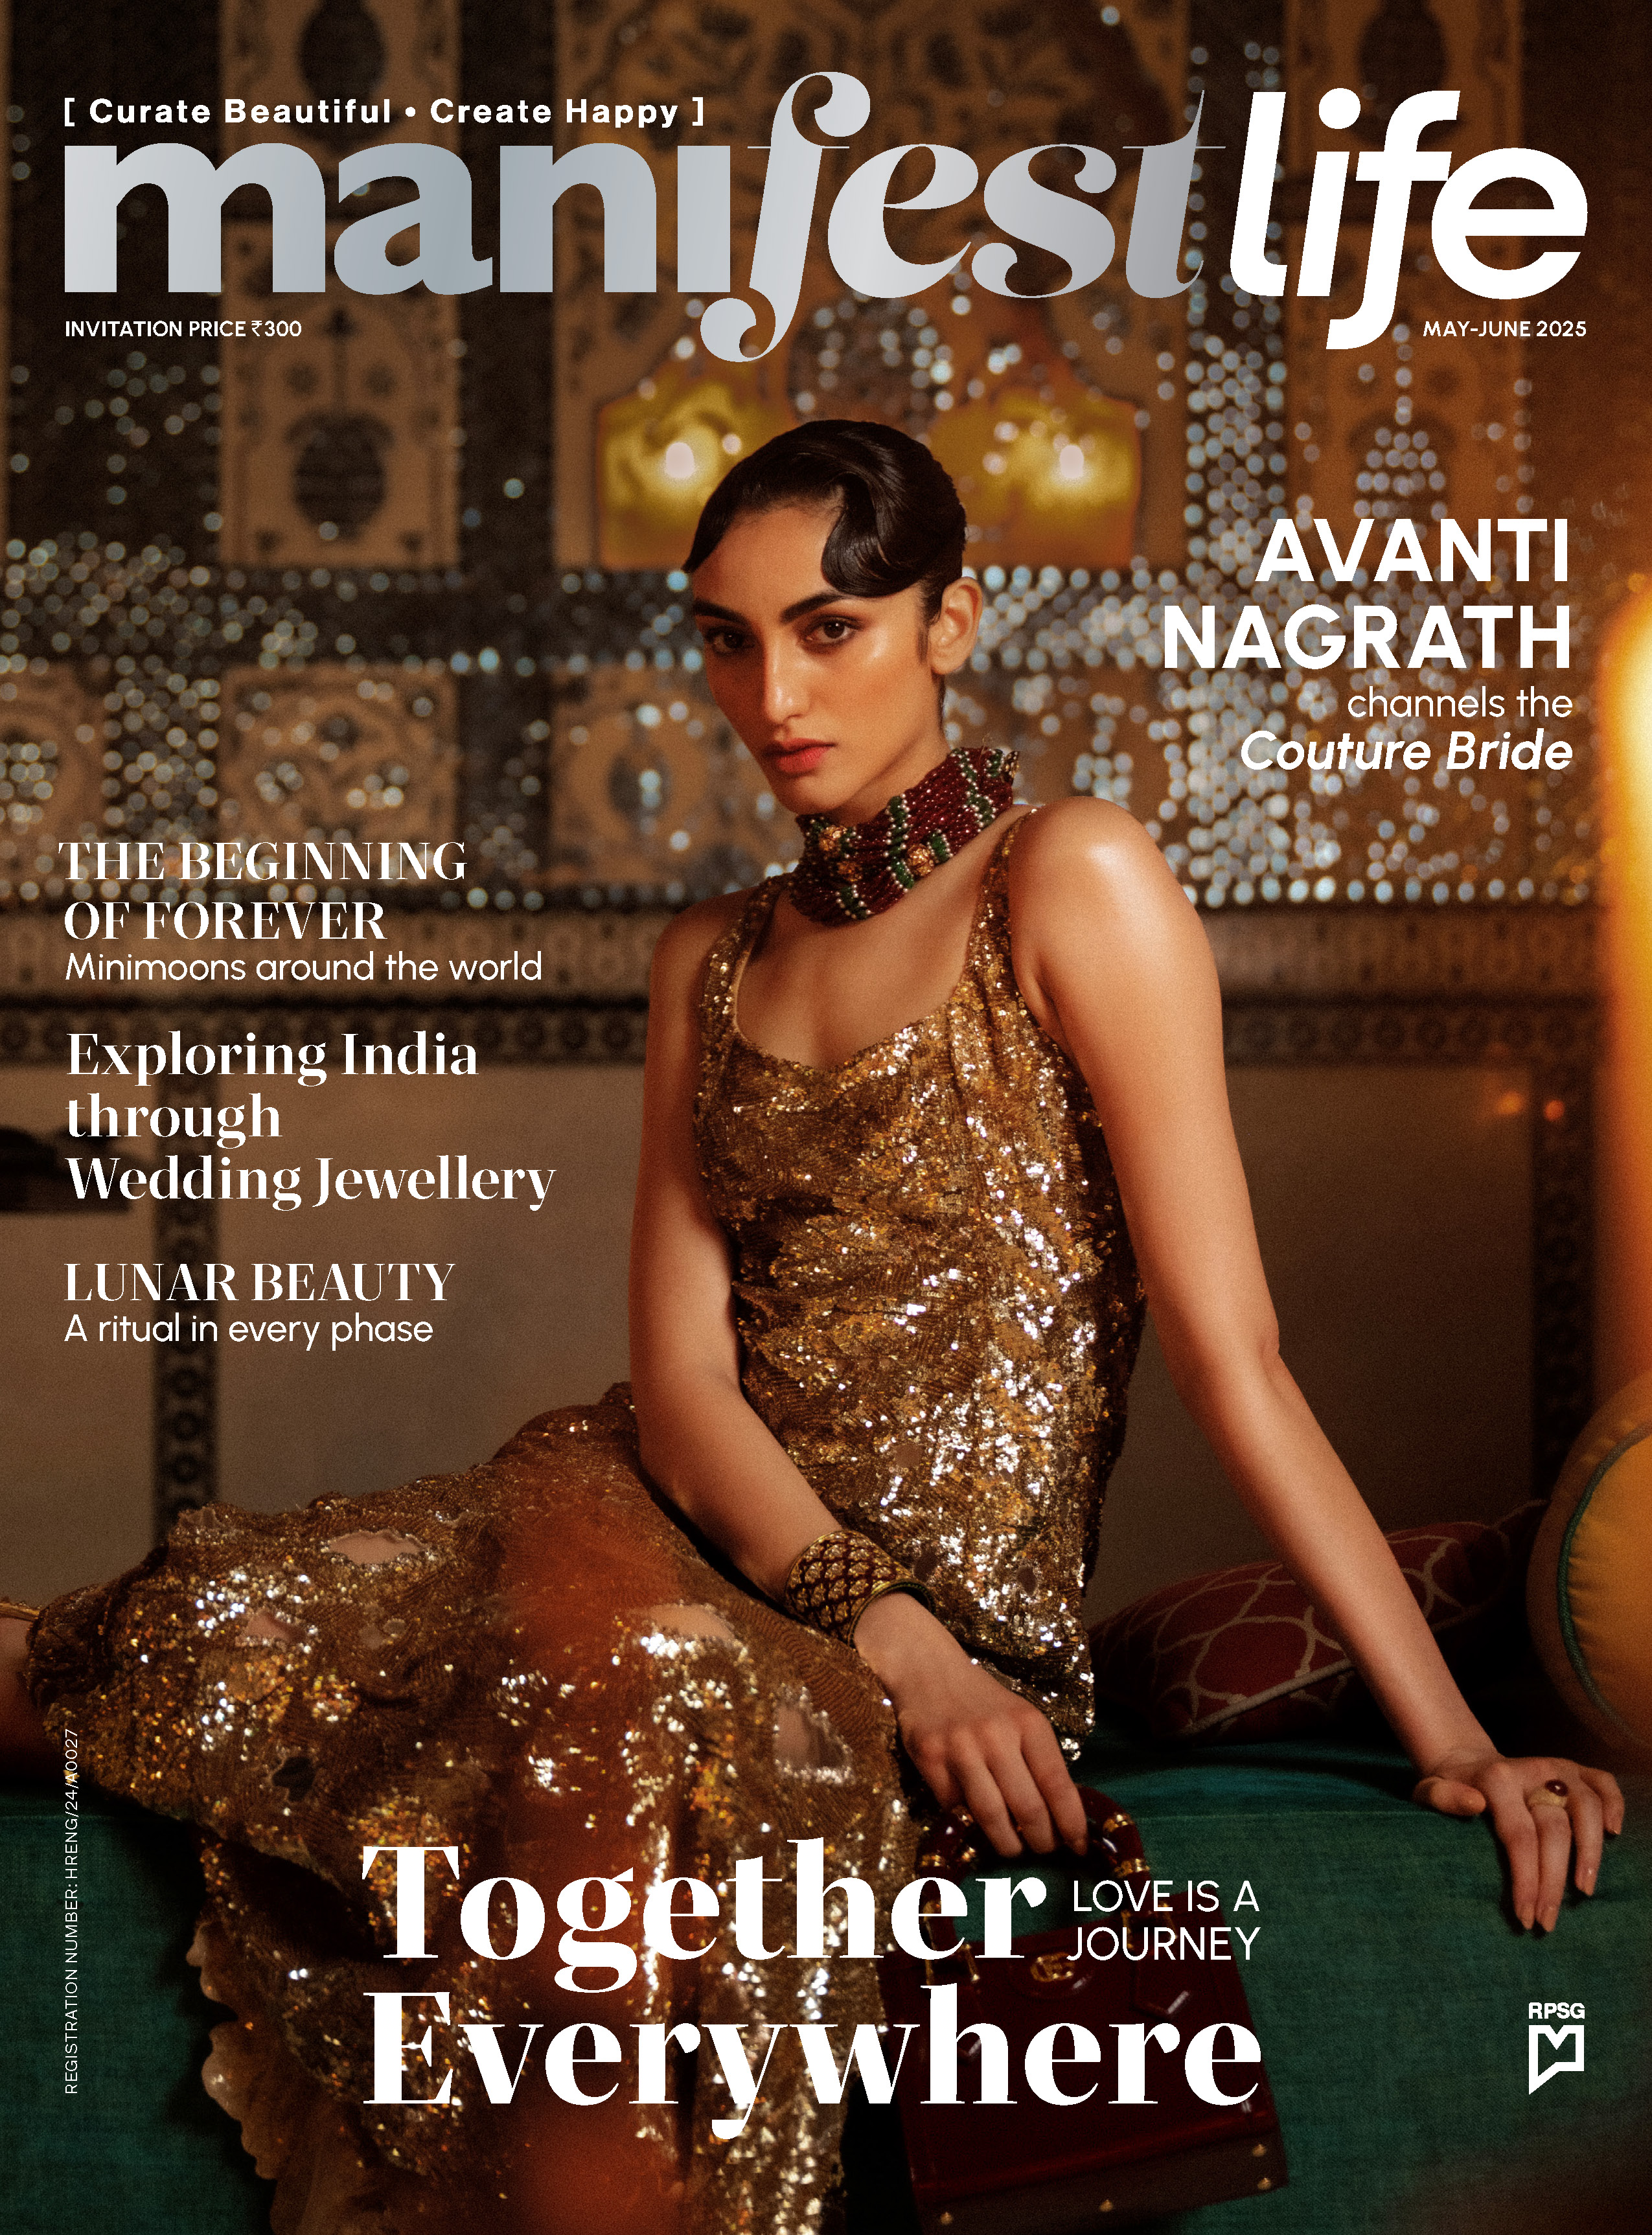 [ Curate Beautiful • Create Happy ]
manifest life
INVITATION PRICE ₹300
MAY-JUNE 2025
AVANTI
NAGRATH
channels the
Couture Bride
THE BEGINNING
OF FOREVER
Minimoons around the world
Exploring India
through
Wedding Jewellery
LUNAR BEAUTY
A ritual in every phase
REGISTRATION NUMBER: HRENG/24/A0027
Together
LOVE IS A
JOURNEY
Everywhere
RPSG